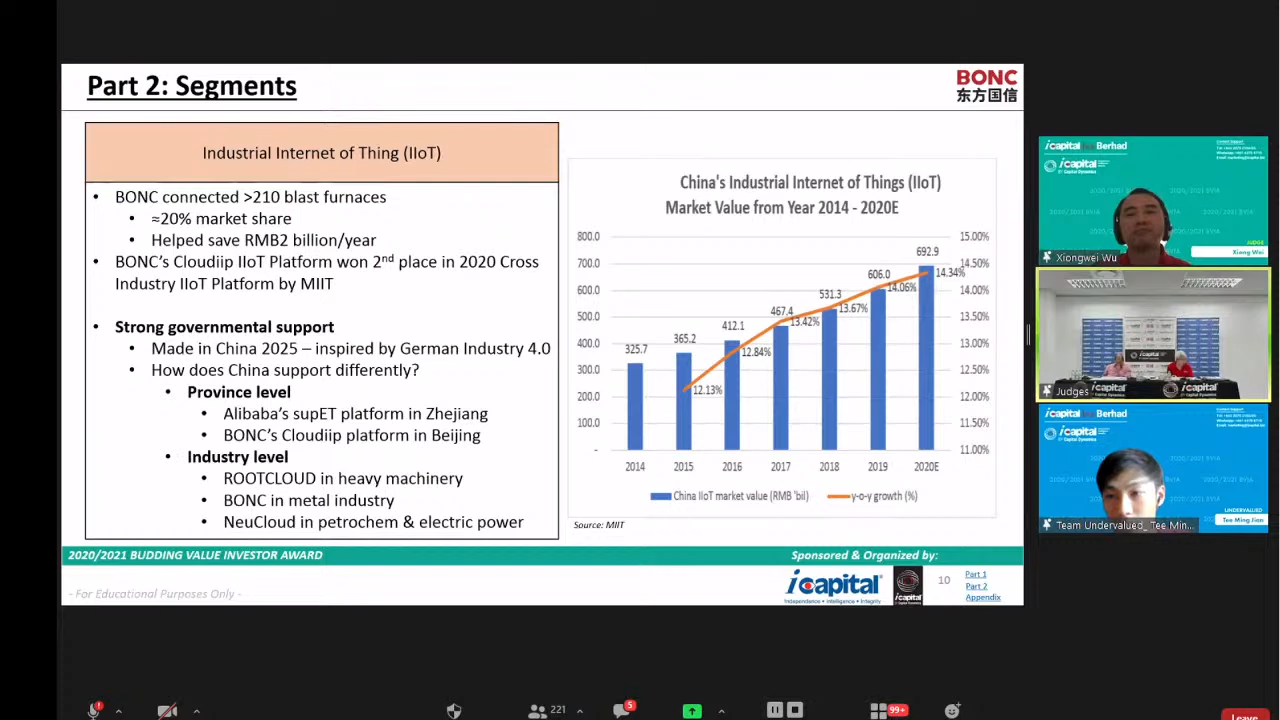 Part 2: Segments
BONC
东方国信
Industrial Internet of Thing (IIoT)
• BONC connected >210 blast furnaces
• ≈20% market share
• Helped save RMB2 billion/year
• BONC's Cloudiip IIoT Platform won 2nd place in 2020 Cross
Industry IIoT Platform by MIIT
• Strong governmental support
• Made in China 2025 – inspired by German Industry 4.0
• How does China support differently?
• Province level
• Alibaba's supET platform in Zhejiang
• BONC's Cloudiip platform in Beijing
• Industry level
• ROOTCLOUD in heavy machinery
• BONC in metal industry
• NeuCloud in petrochem & electric power
China's Industrial Internet of Things (IIoT)
Market Value from Year 2014 - 2020E
800.0
700.0
600.0
500.0
400.0
300.0
200.0
100.0
-
325.7
365.2
412.1
467.4
531.3
606.0
692.9
12.13%
12.84%
13.42%
13.67%
14.06%
14.34%
15.00%
14.50%
14.00%
13.50%
13.00%
12.50%
12.00%
11.50%
11.00%
2014 2015 2016 2017 2018 2019 2020E
China IIoT market value (RMB 'bil) y-o-y growth (%)
Source: MIIT
2020/2021 BUDDING VALUE INVESTOR AWARD
Sponsored & Organized by:
- For Educational Purposes Only -
icapital
Independence • Intelligence • Integrity
icapital
10
Part 1
Part 2
Appendix
Berhad
icapital
2020/2021 BVIA
JUDGE
Xiong Wei
Xiongwei Wu
icapital
icapital
icapital
Judges
Berhad
icapital
2020/2021 BVIA
UNDERVALUED
Tee Ming Jian
Team Undervalued_ Tee Min...
221
5
99+
Leave